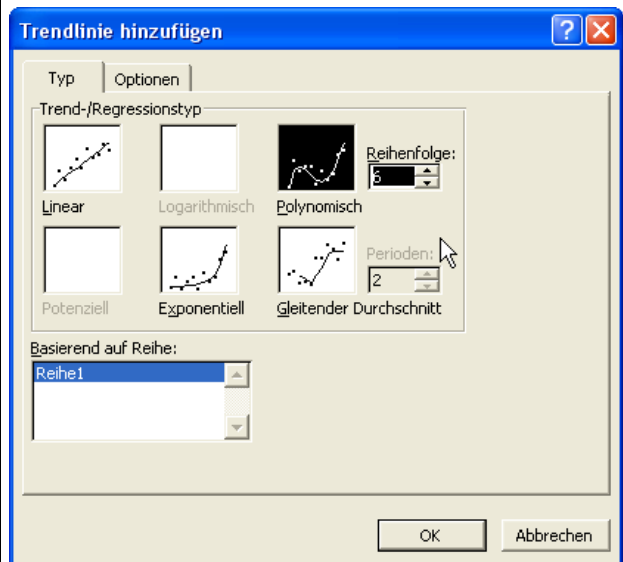 Trendlinie hinzufügen
Typ Optionen
Trend-/Regressionstyp
Reihenfolge:
6
Linear Logarithmisch Polynomisch
Perioden:
2
Potenziell Exponentiell Gleitender Durchschnitt
Basierend auf Reihe:
Reihe1
OK Abbrechen